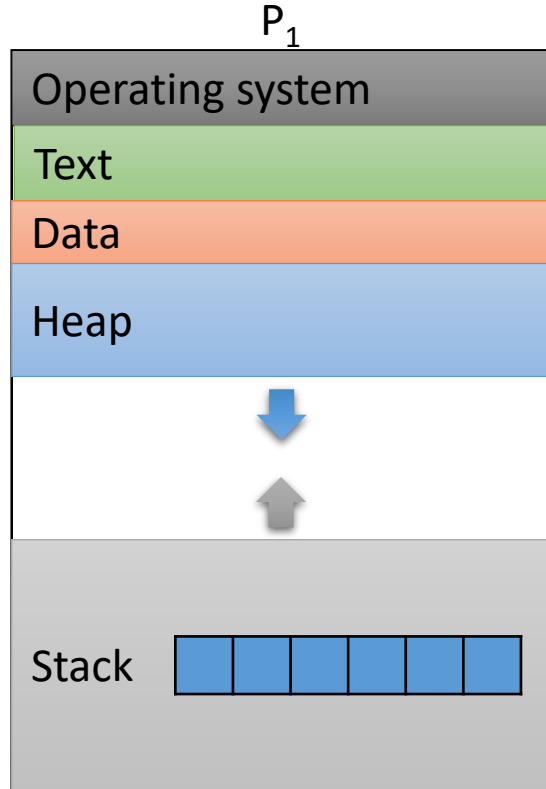 P₁
Operating system
Text
Data
Heap
Stack